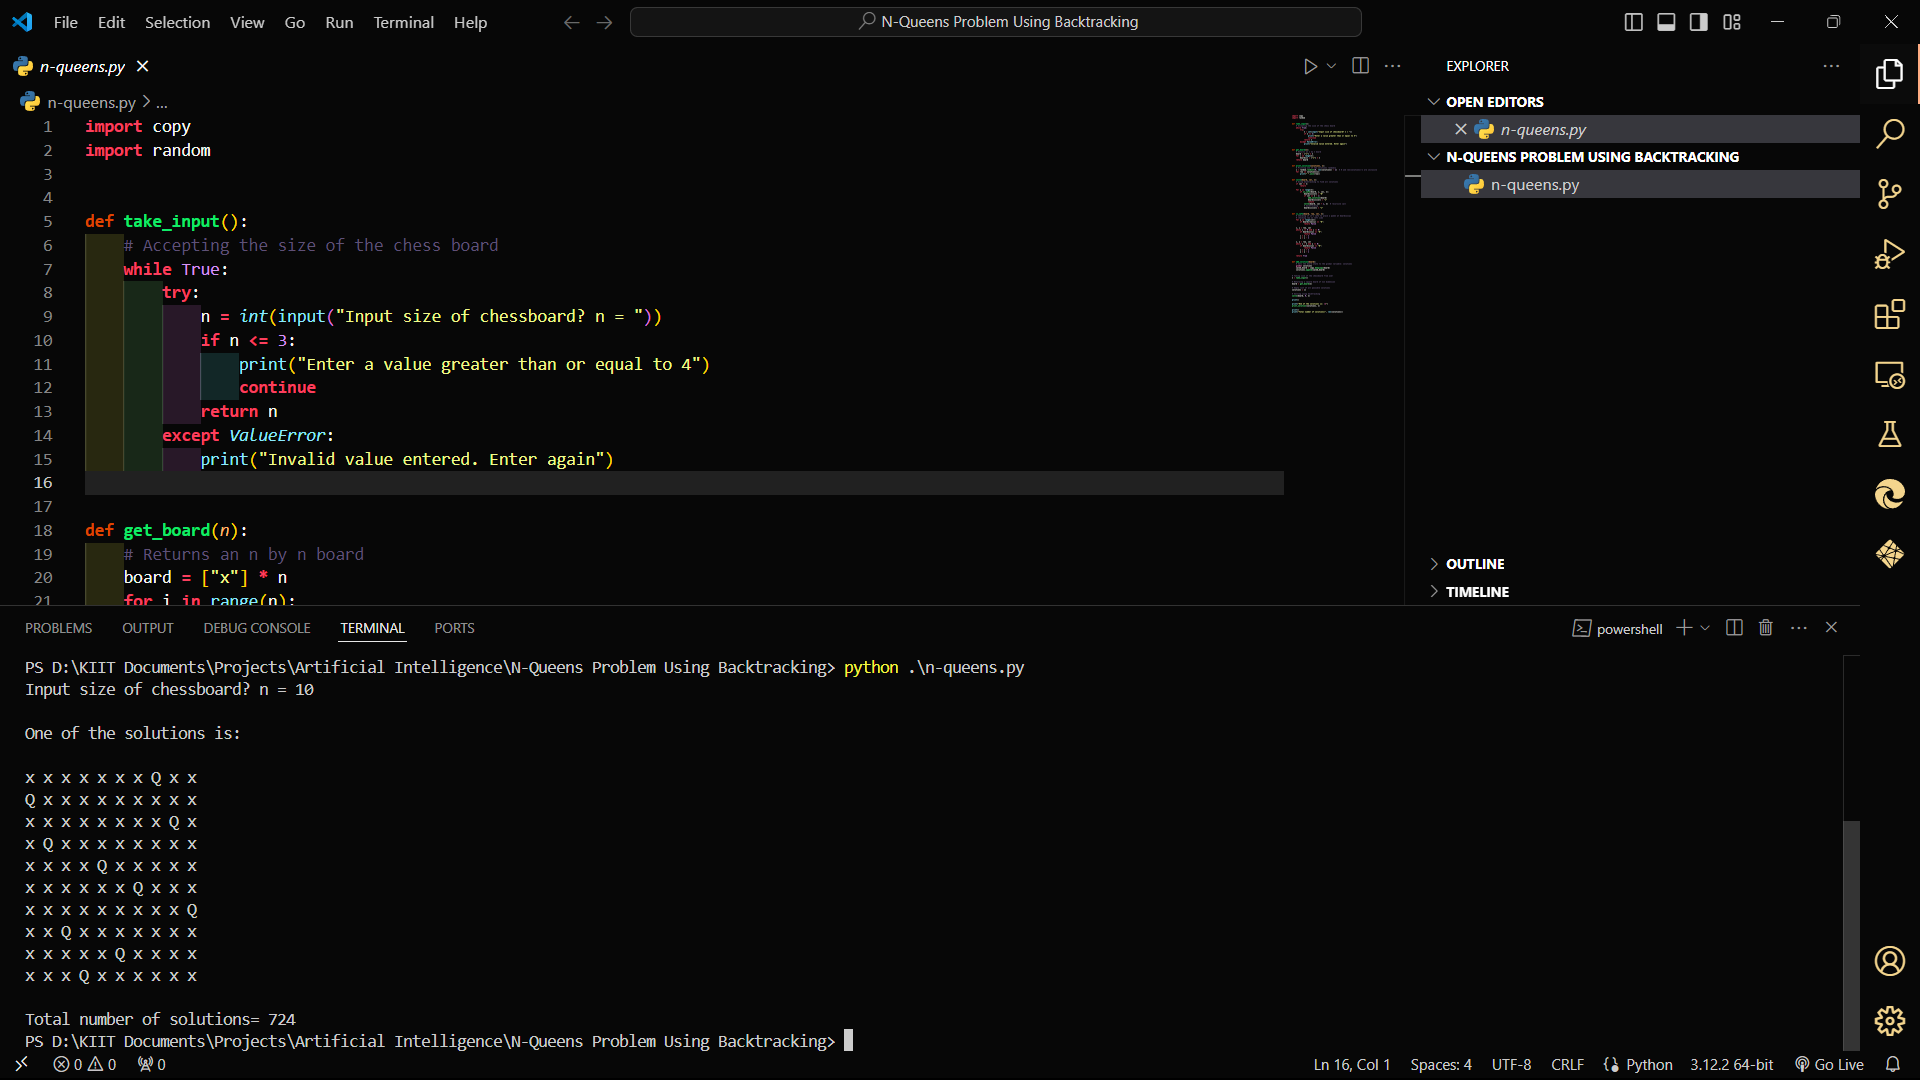 File Edit Selection View Go Run Terminal Help
N-Queens Problem Using Backtracking
n-queens.py
n-queens.py > ...
1 import copy
2 import random
3
4
5 def take_input():
6 # Accepting the size of the chess board
7 while True:
8 try:
9 n = int(input("Input size of chessboard? n = "))
10 if n <= 3:
11 print("Enter a value greater than or equal to 4")
12 continue
13 return n
14 except ValueError:
15 print("Invalid value entered. Enter again")
16
17
18 def get_board(n):
19 # Returns an n by n board
20 board = ["x"] * n
21 for i in range(n):
EXPLORER
OPEN EDITORS
n-queens.py
N-QUEENS PROBLEM USING BACKTRACKING
n-queens.py
OUTLINE
TIMELINE
PROBLEMS OUTPUT DEBUG CONSOLE TERMINAL PORTS
powershell
PS D:\KIIT Documents\Projects\Artificial Intelligence\N-Queens Problem Using Backtracking> python .\n-queens.py
Input size of chessboard? n = 10
One of the solutions is:
x x x x x x x Q x x
Q x x x x x x x x x
x x x x x x x x Q x
x Q x x x x x x x x
x x x x Q x x x x x
x x x x x x Q x x x
x x x x x x x x x Q
x x Q x x x x x x x
x x x x x Q x x x x
x x x Q x x x x x x
Total number of solutions= 724
PS D:\KIIT Documents\Projects\Artificial Intelligence\N-Queens Problem Using Backtracking>
0 0 0
Ln 16, Col 1 Spaces: 4 UTF-8 CRLF Python 3.12.2 64-bit Go Live